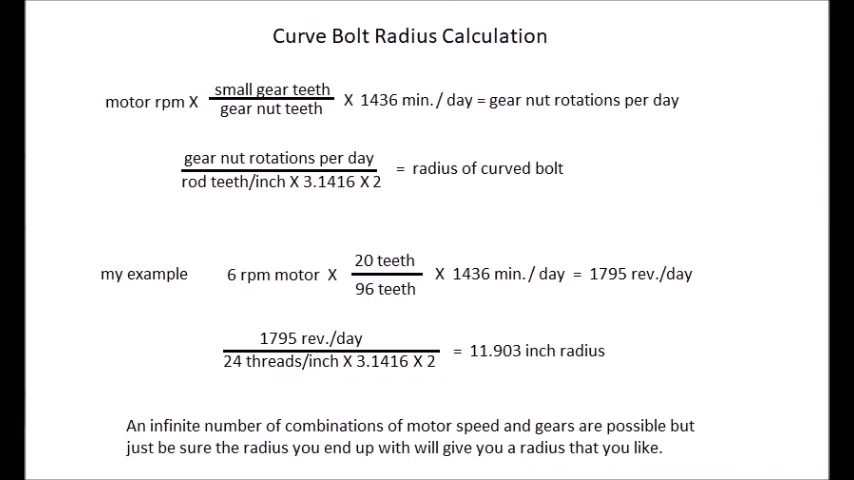 Curve Bolt Radius Calculation
motor rpm X small gear teeth / gear nut teeth X 1436 min. / day = gear nut rotations per day
gear nut rotations per day / rod teeth/inch X 3.1416 X 2 = radius of curved bolt
my example 6 rpm motor X 20 teeth / 96 teeth X 1436 min. / day = 1795 rev./day
1795 rev./day / 24 threads/inch X 3.1416 X 2 = 11.903 inch radius
An infinite number of combinations of motor speed and gears are possible but
just be sure the radius you end up with will give you a radius that you like.